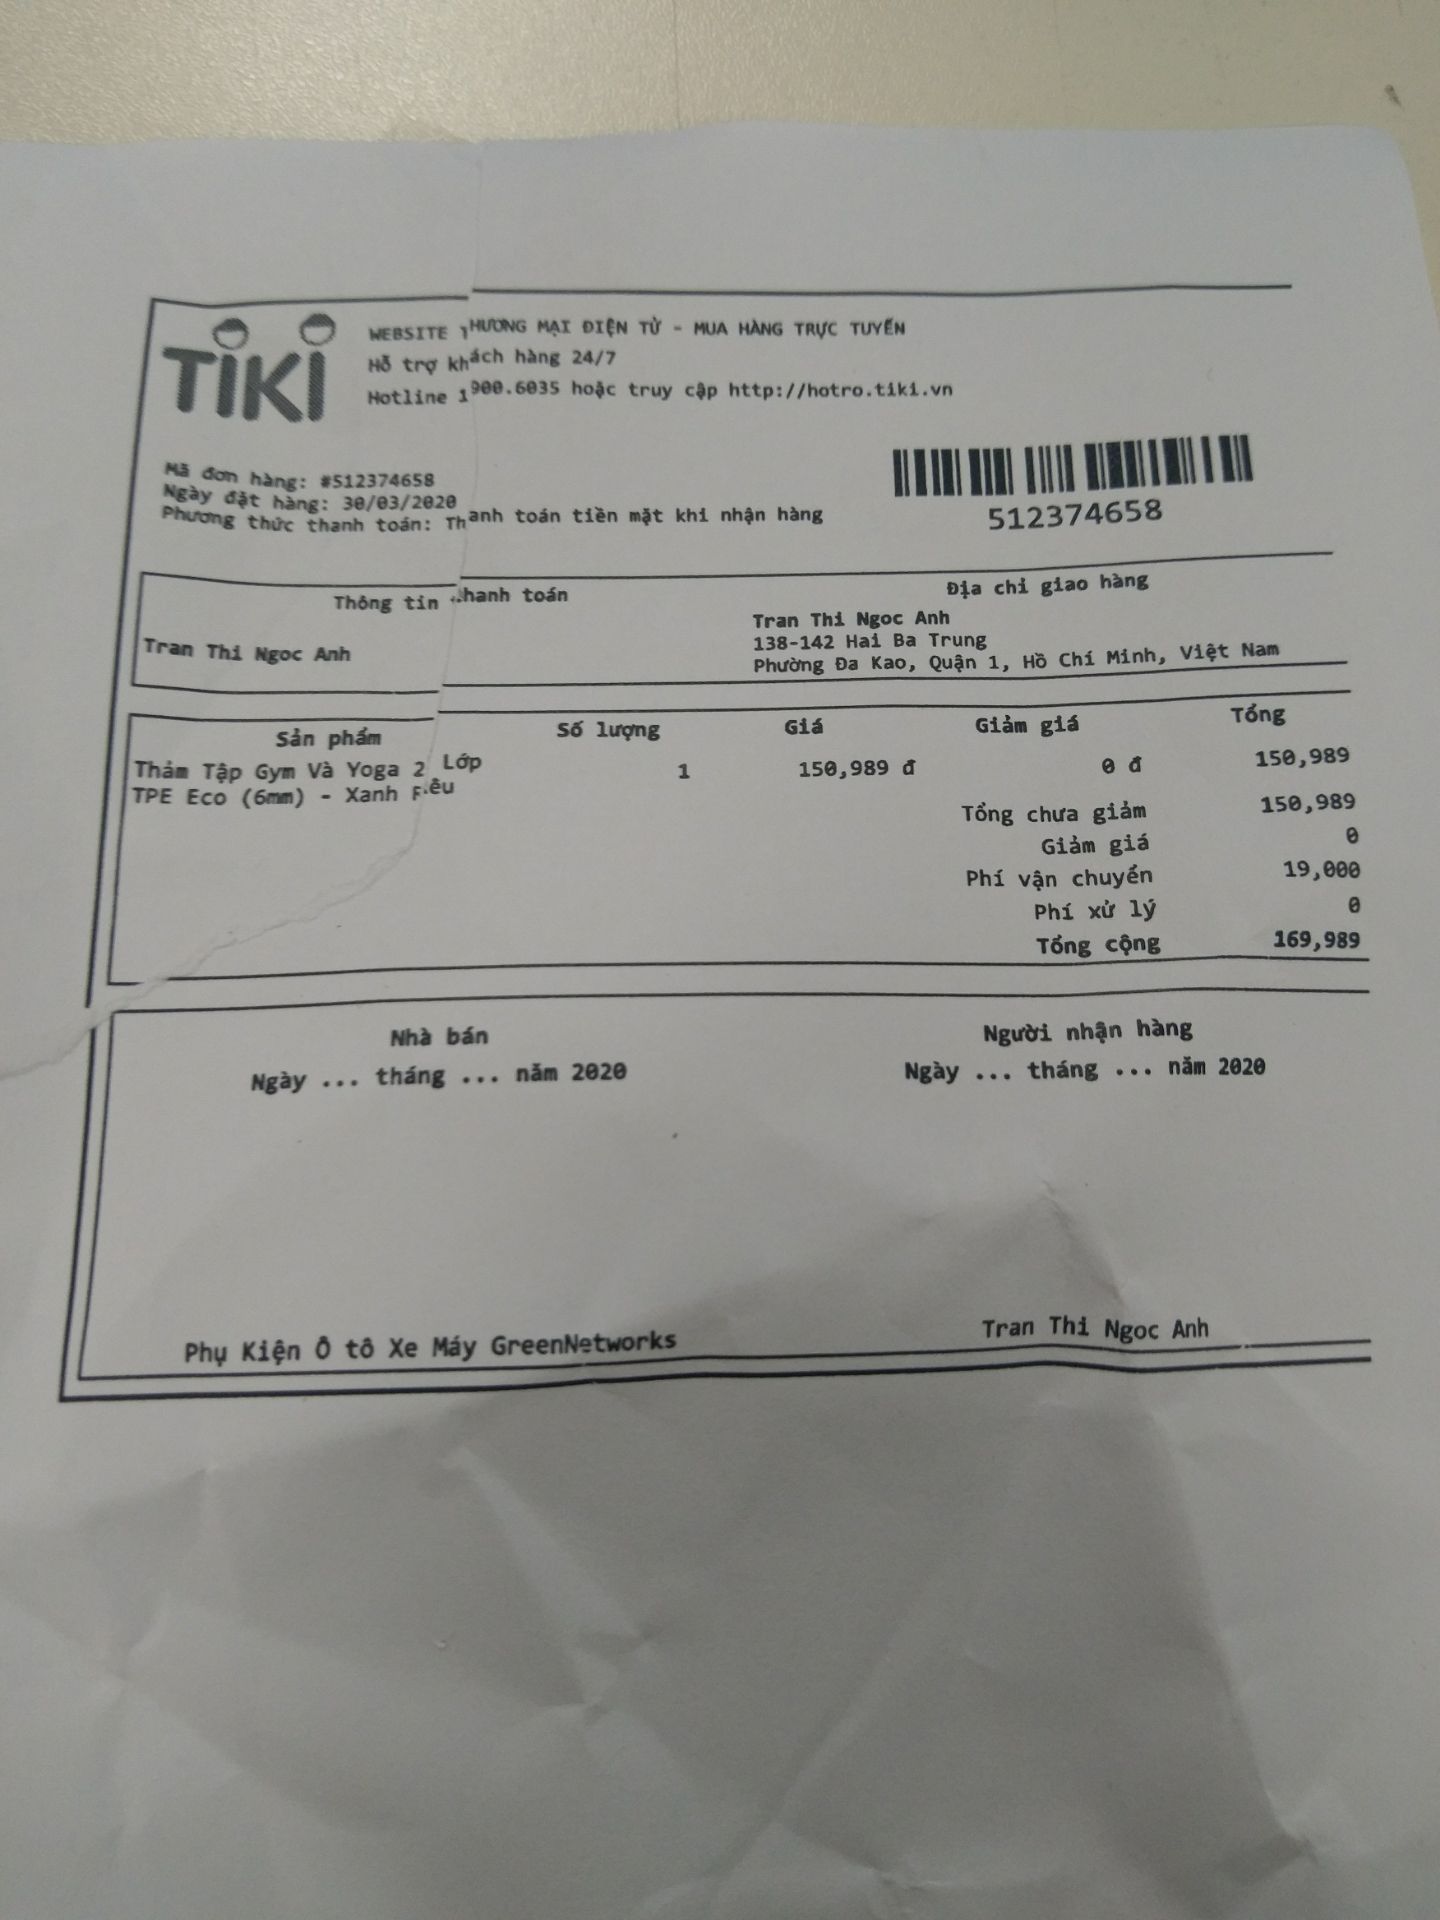 TIKI
WEBSITE THƯƠNG MẠI ĐIỆN TỬ - MUA HÀNG TRỰC TUYẾN
Hỗ trợ khách hàng 24/7
Hotline 1900.6035 hoặc truy cập http://hotro.tiki.vn
Mã đơn hàng: #512374658
Ngày đặt hàng: 30/03/2020
Phương thức thanh toán: Thanh toán tiền mặt khi nhận hàng
512374658
Thông tin thanh toán
Tran Thi Ngoc Anh
Địa chỉ giao hàng
Tran Thi Ngoc Anh
138-142 Hai Ba Trung
Phường Đa Kao, Quận 1, Hồ Chí Minh, Việt Nam
Sản phẩm Số lượng Giá Giảm giá Tổng
Thảm Tập Gym Và Yoga 2 Lớp 1 150,989 đ 0 đ 150,989
TPE Eco (6mm) - Xanh Rêu
Tổng chưa giảm 150,989
Giảm giá 0
Phí vận chuyển 19,000
Phí xử lý 0
Tổng cộng 169,989
Nhà bán Người nhận hàng
Ngày ... tháng ... năm 2020 Ngày ... tháng ... năm 2020
Phụ Kiện Ô tô Xe Máy GreenNetworks Tran Thi Ngoc Anh